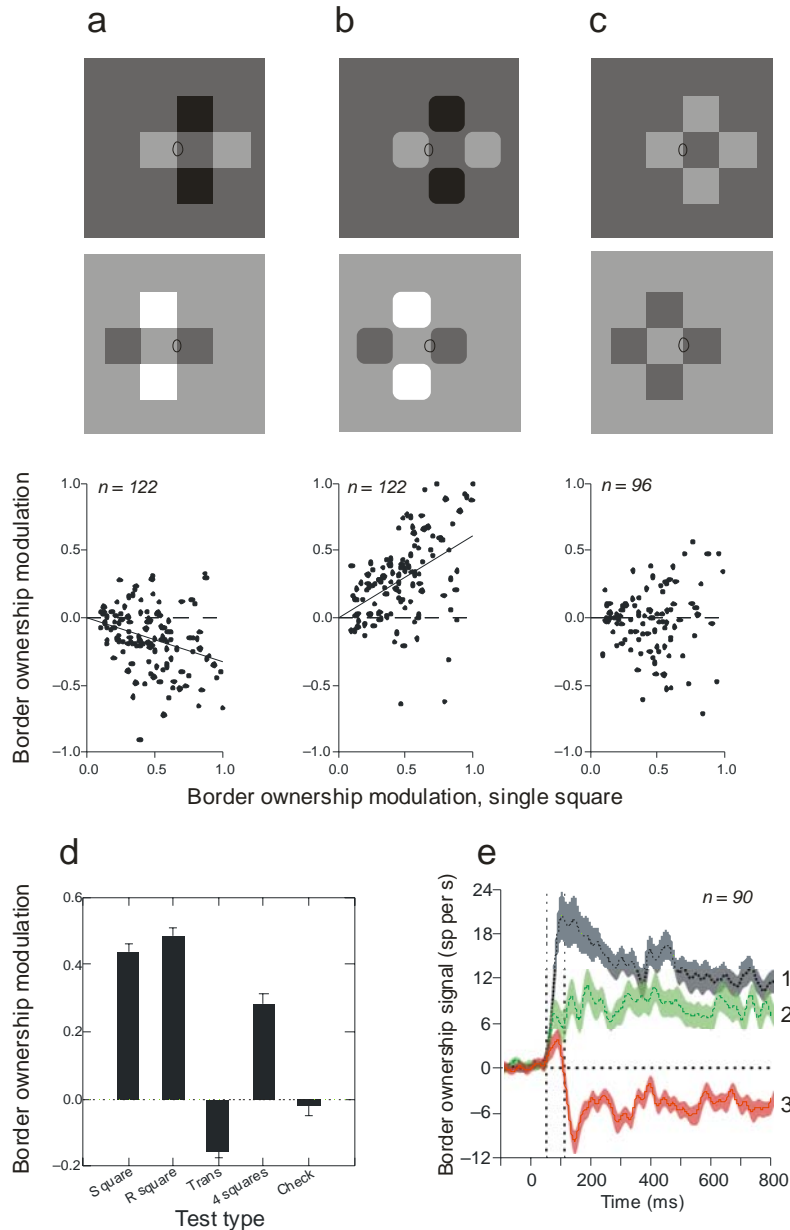 a b c
Border ownership modulation
1.0 0.5 0.0 –0.5 –1.0
n = 122
0.0 0.5 1.0
1.0 0.5 0.0 –0.5 –1.0
n = 122
0.0 0.5 1.0
1.0 0.5 0.0 –0.5 –1.0
n = 96
0.0 0.5 1.0
Border ownership modulation, single square
d
Border ownership modulation
0.6
0.4
0.2
0.0
–0.2
S quare R square Trans 4 squares Check
Test type
e
Border ownership signal (sp per s)
24
18
12
6
0
–6
–12
n = 90
1
2
3
0 200 400 600 800
Time (ms)